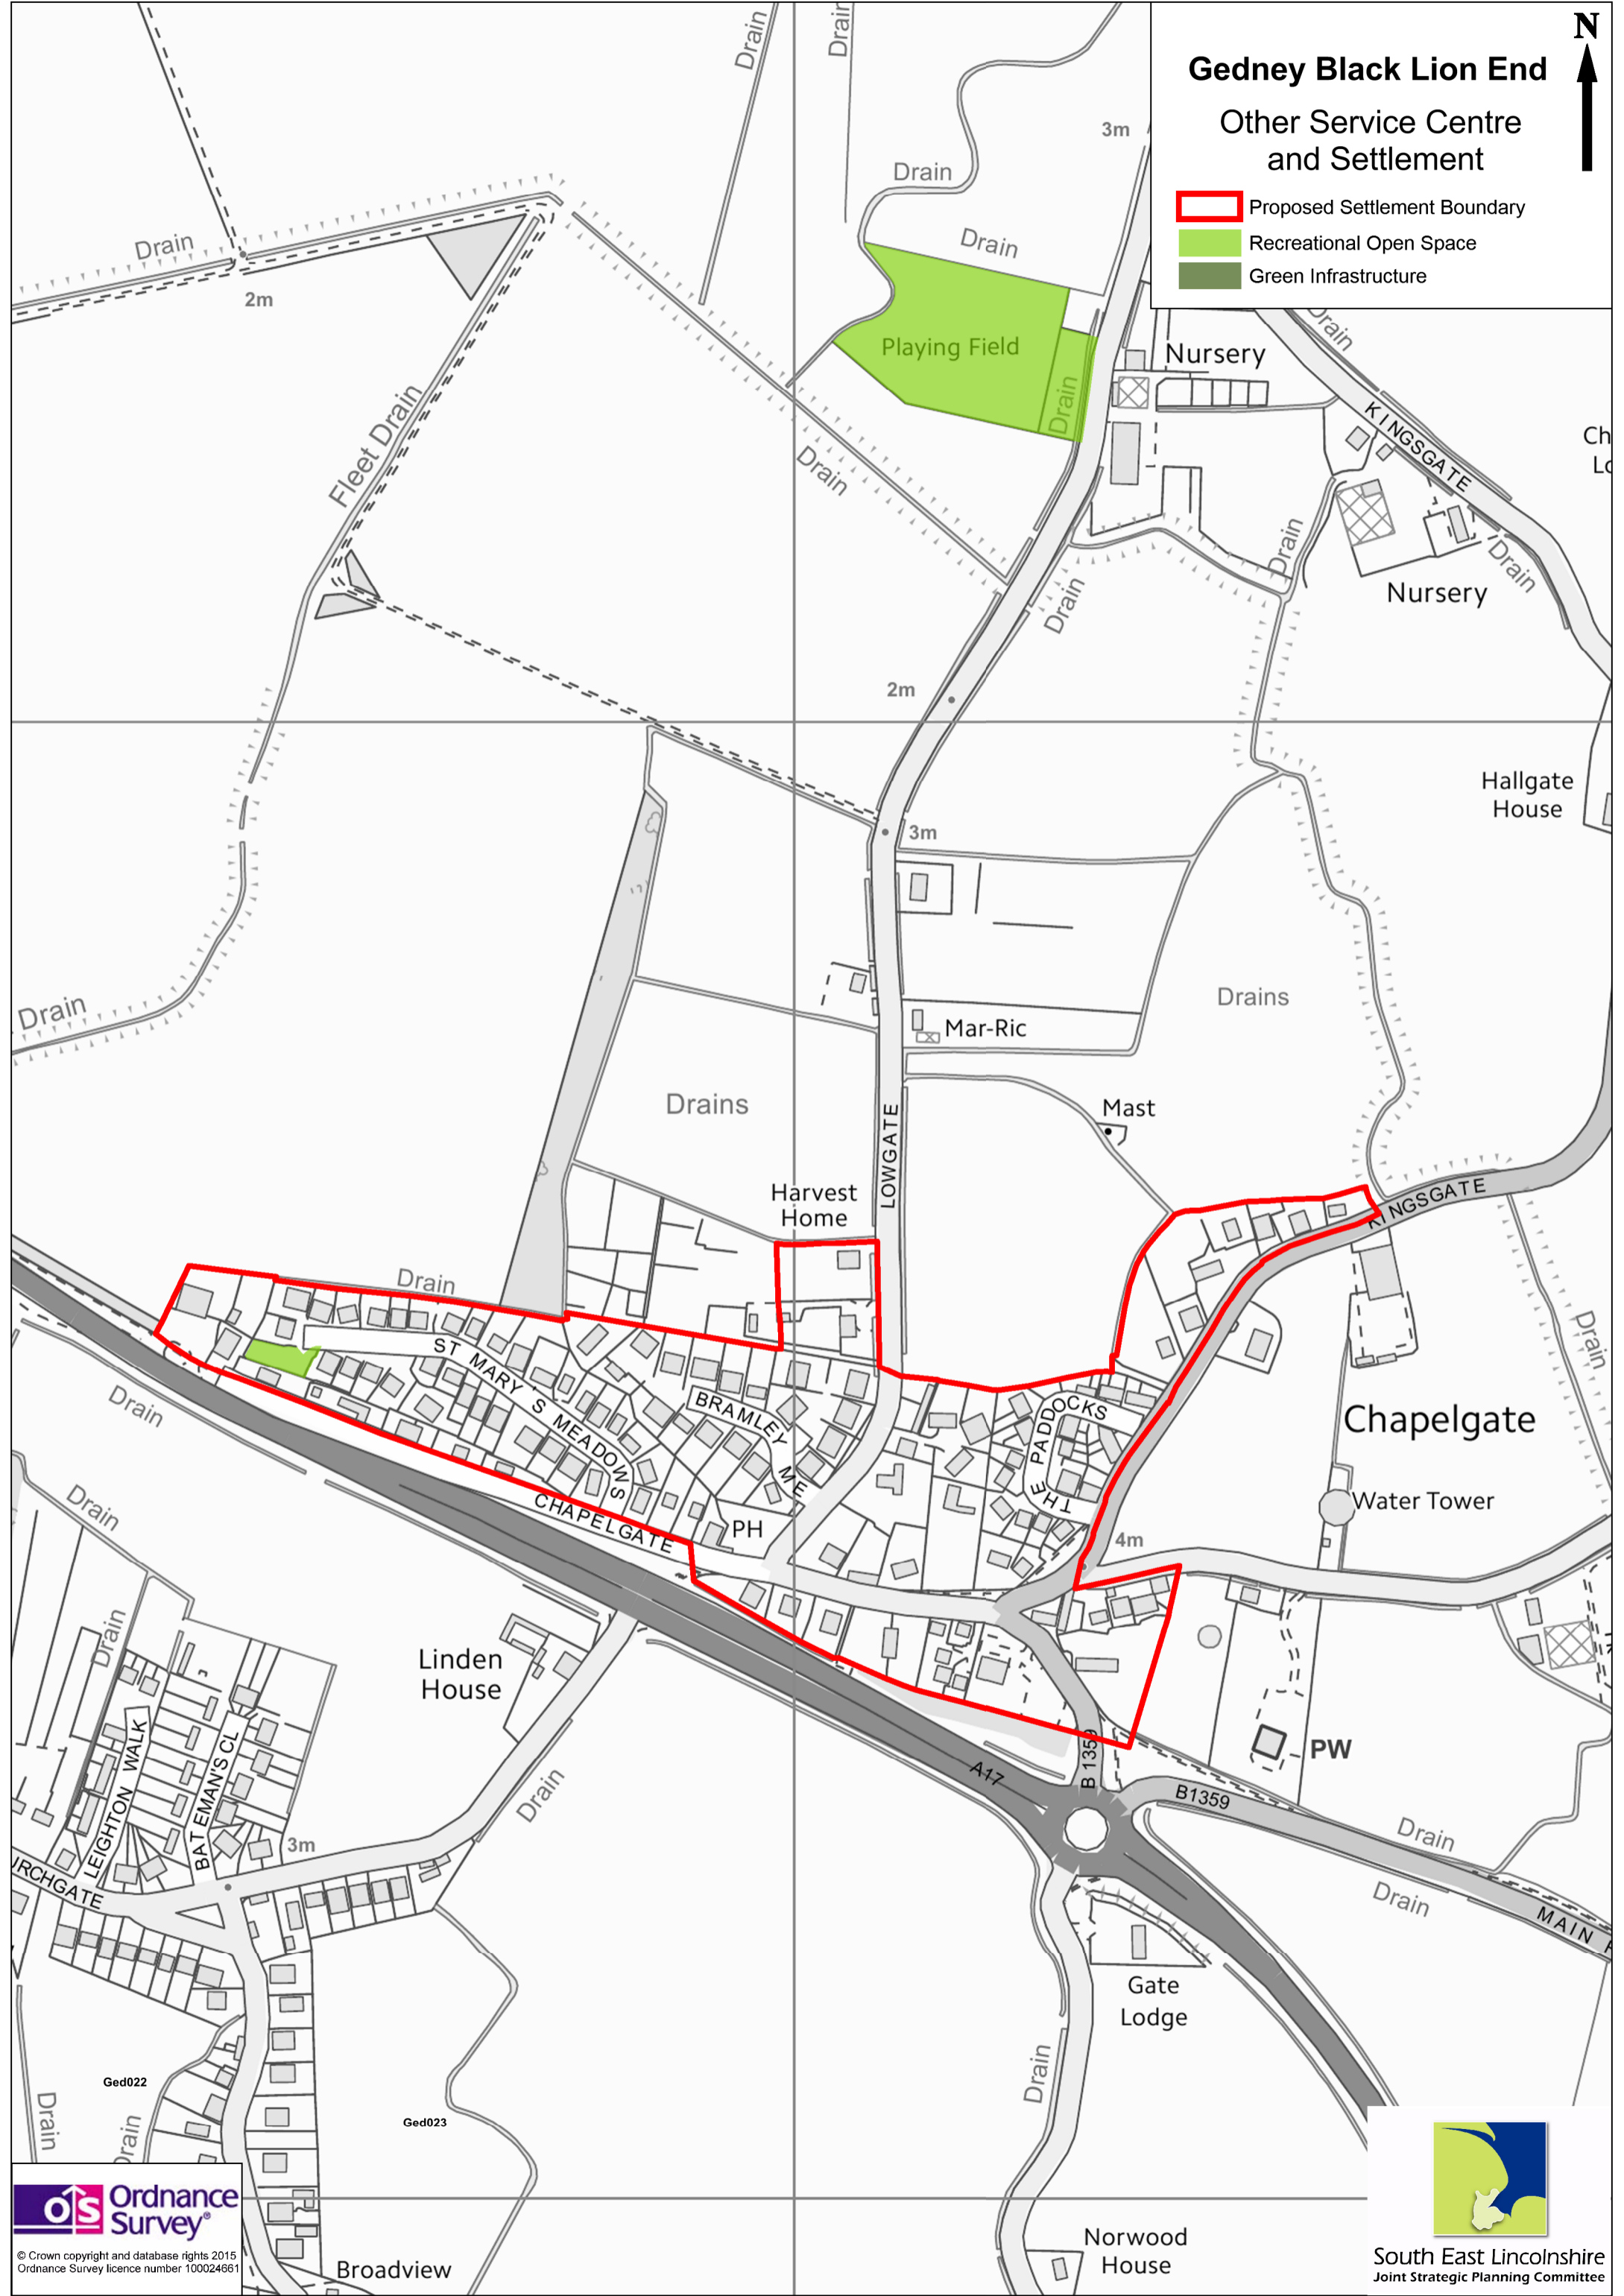 N
Gedney Black Lion End
Other Service Centre
and Settlement
Proposed Settlement Boundary
Recreational Open Space
Green Infrastructure
Drain
Drain
3m
Drain
Drain
Drain
2m
Playing Field
Drain
Nursery
Drain
KINGSGATE
Ch
Lo
Fleet Drain
Drain
Drain
Drain
Nursery
Drain
2m
Hallgate
House
3m
Drain
Drains
Mar-Ric
Drains
Mast
LOWGATE
Harvest
Home
KINGSGATE
Drain
Drain
Drain
ST MARY'S MEADOWS
BRAMLEY ME
THE PADDOCKS
Chapelgate
Drain
CHAPELGATE
PH
Water Tower
4m
Drain
Linden
House
LEIGHTON WALK
BATEMAN'S CL
PW
B 1359
A17
B1359
Drain
Drain
3m
URCHGATE
Drain
MAIN R
Gate
Lodge
Drain
Ged022
Ged023
Drain
Drain
Ordnance
Survey®
© Crown copyright and database rights 2015
Ordnance Survey licence number 100024661
Broadview
Norwood
House
South East Lincolnshire
Joint Strategic Planning Committee